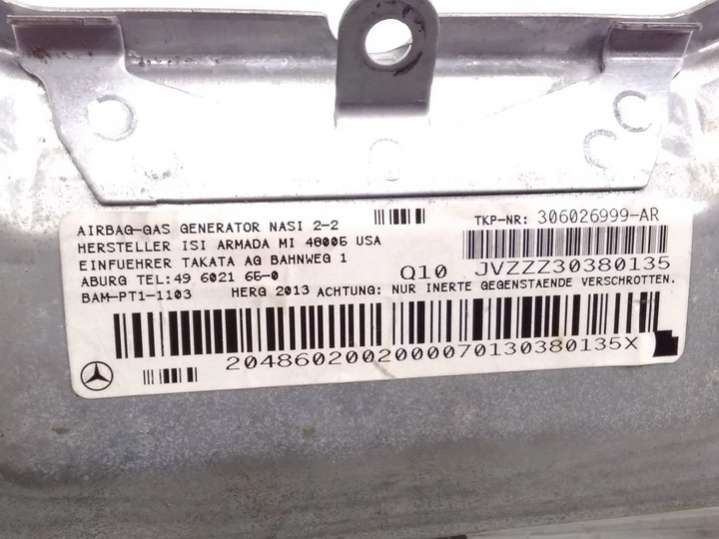 AIRBAG-GAS GENERATOR NASI 2-2
HERSTELLER ISI ARMADA MI 48005 USA
EINFUEHRER TAKATA AG BAHNWEG 1
ABURG TEL:49 6021 65-0
BAM-PT1-1103 HERG 2013 ACHTUNG: NUR INERTE GEGENSTAENDE VERSCHROTTEN.
TKP-NR: 306026999-AR
Q10 JVZZZ30380135
2048602002000070130380135X